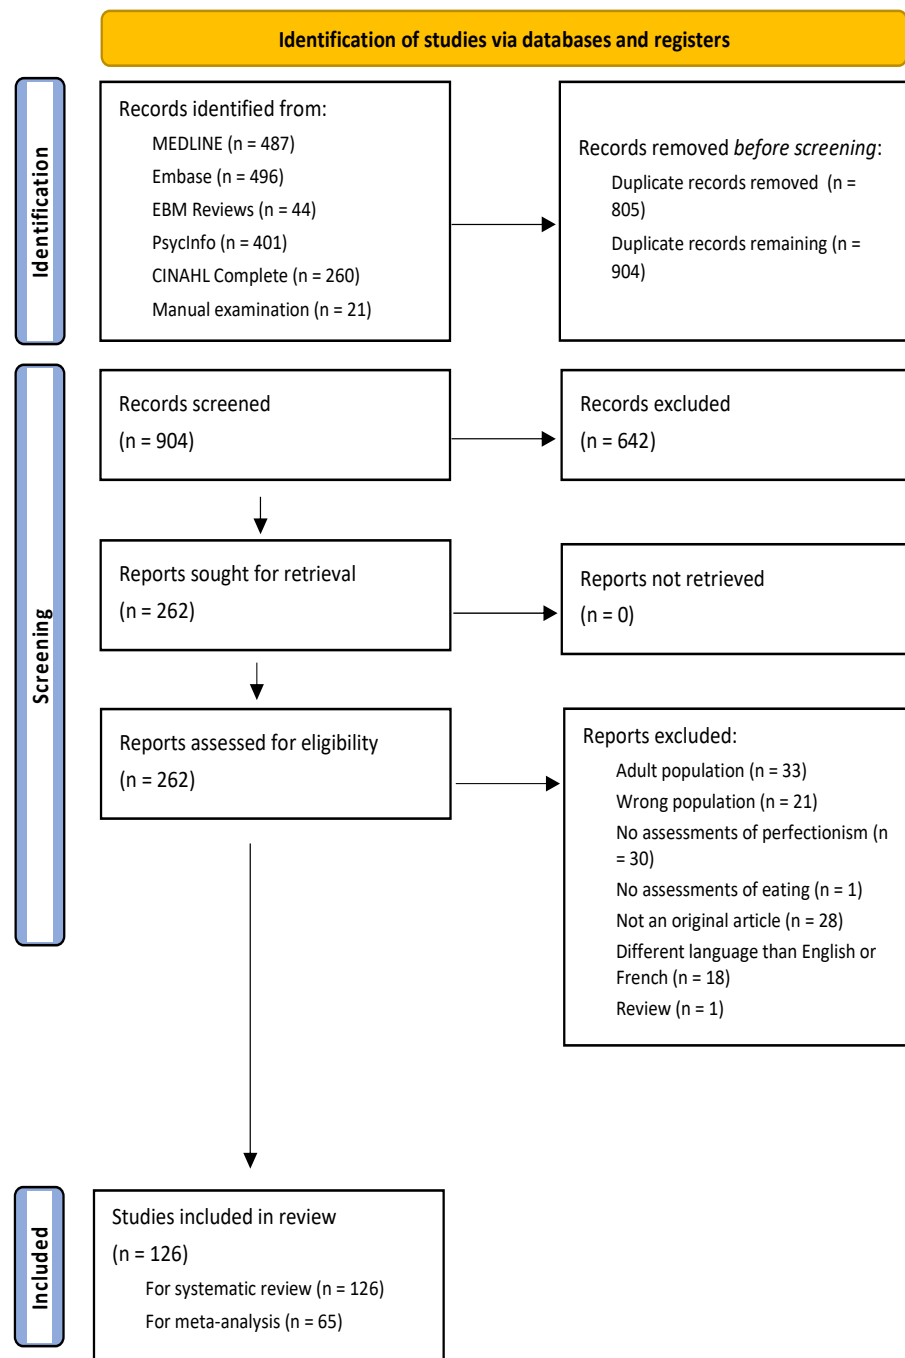 Identification of studies via databases and registers
Identification
Records identified from:
MEDLINE (n = 487)
Embase (n = 496)
EBM Reviews (n = 44)
PsycInfo (n = 401)
CINAHL Complete (n = 260)
Manual examination (n = 21)
Records removed before screening:
Duplicate records removed (n =
805)
Duplicate records remaining (n =
904)
Screening
Records screened
(n = 904)
Records excluded
(n = 642)
Reports sought for retrieval
(n = 262)
Reports not retrieved
(n = 0)
Reports assessed for eligibility
(n = 262)
Reports excluded:
Adult population (n = 33)
Wrong population (n = 21)
No assessments of perfectionism (n
= 30)
No assessments of eating (n = 1)
Not an original article (n = 28)
Different language than English or
French (n = 18)
Review (n = 1)
Included
Studies included in review
(n = 126)
For systematic review (n = 126)
For meta-analysis (n = 65)